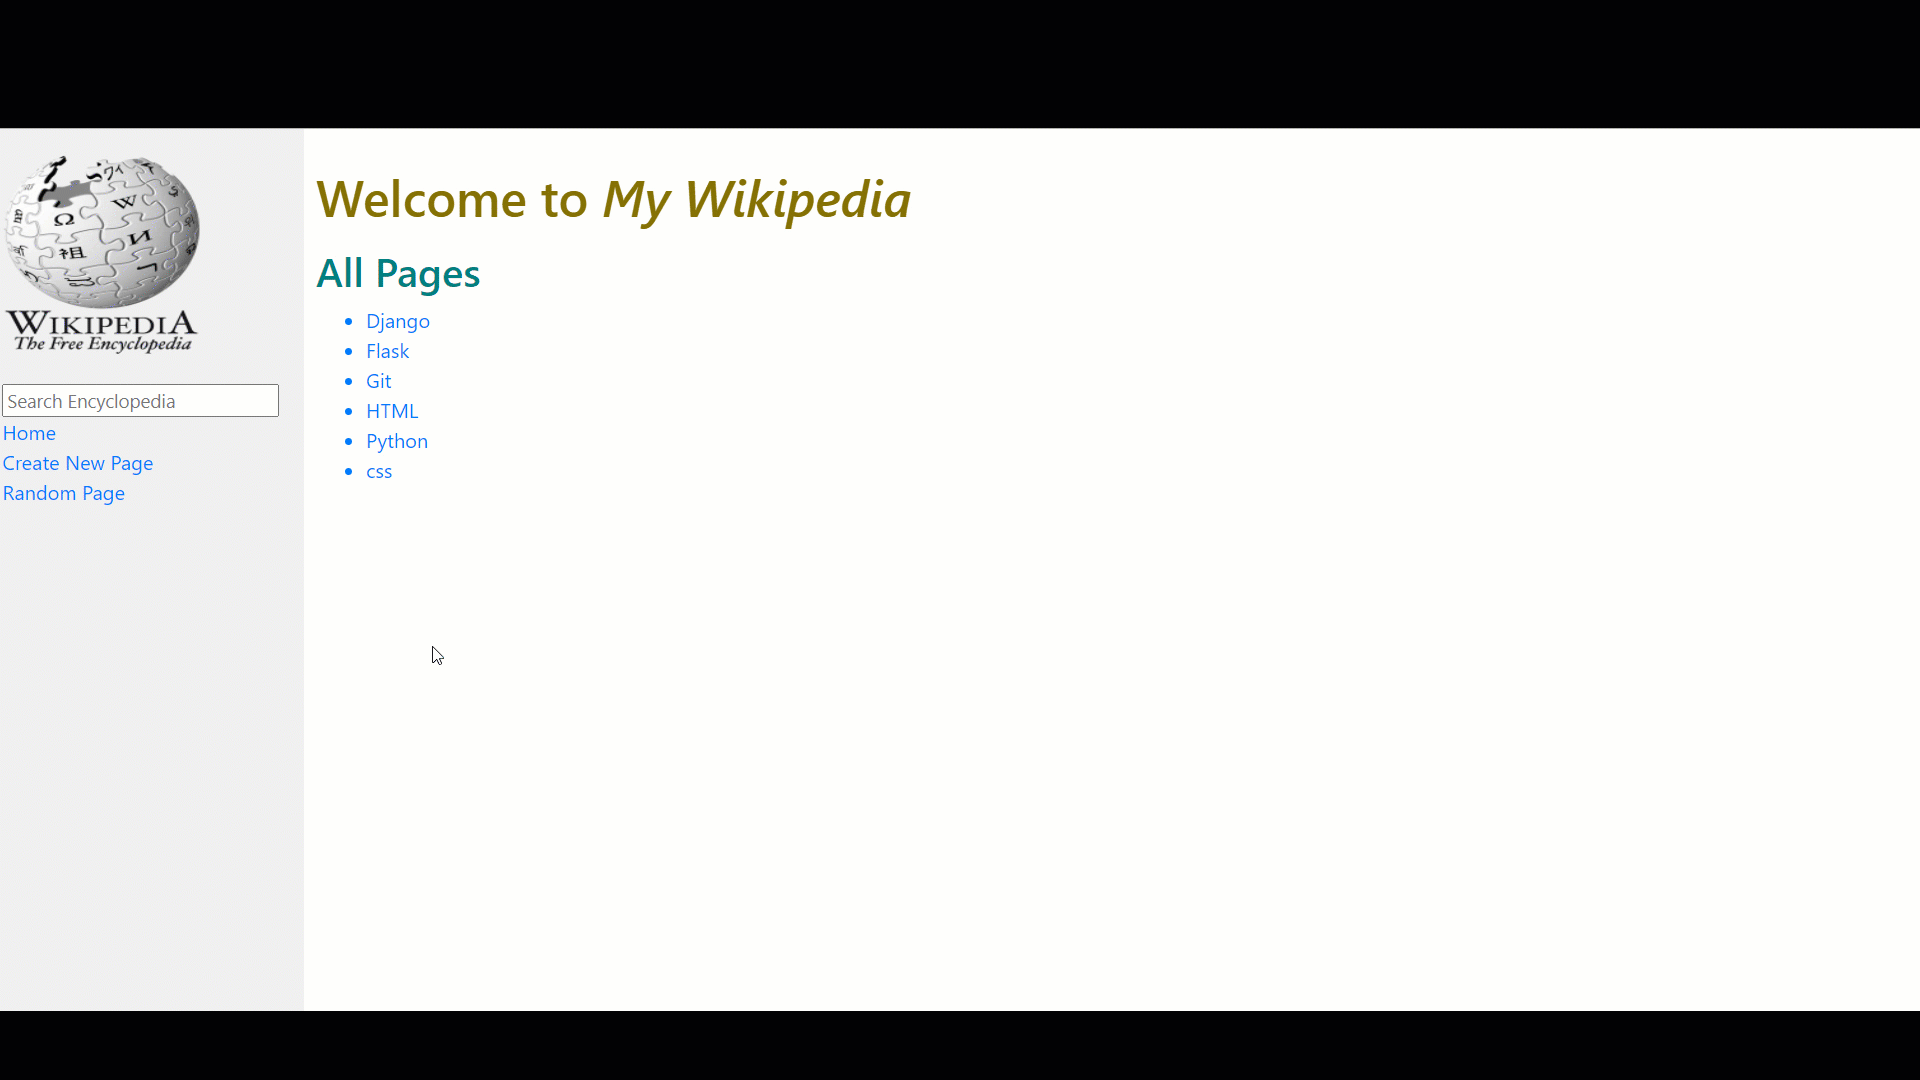 Ω
W
И
祖
WIKIPEDIA
The Free Encyclopedia
Search Encyclopedia
Home
Create New Page
Random Page
Welcome to My Wikipedia
All Pages
Django
Flask
Git
HTML
Python
css